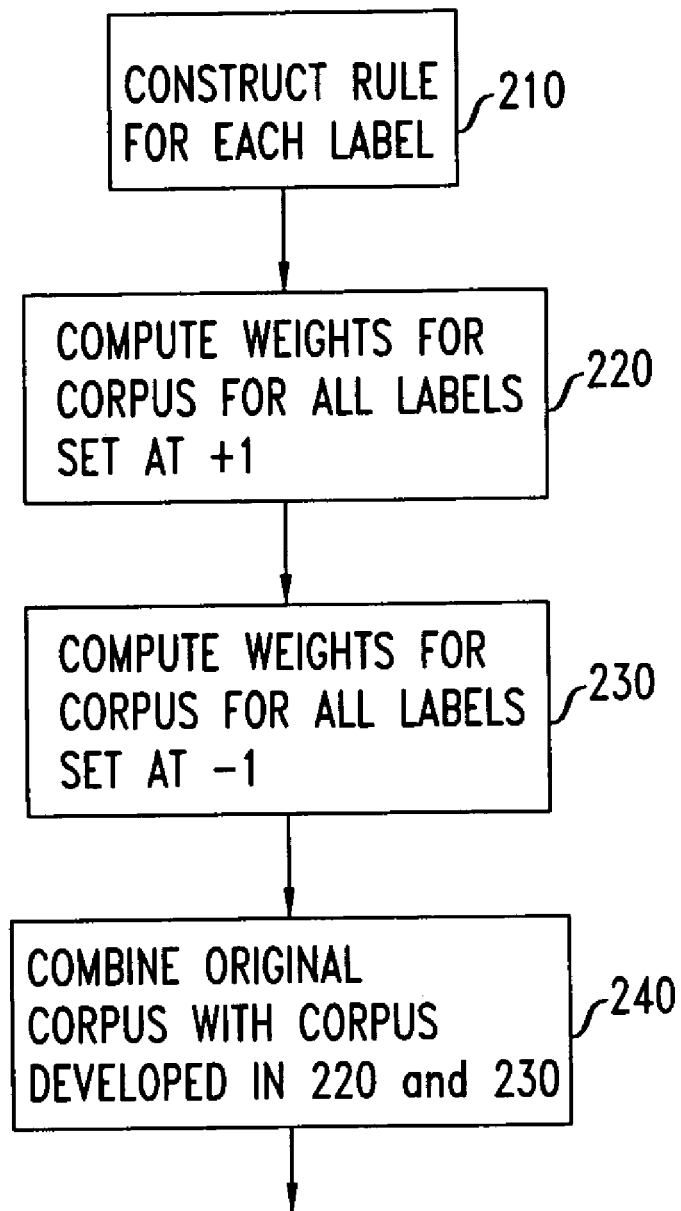 CONSTRUCT RULE
FOR EACH LABEL
210
COMPUTE WEIGHTS FOR
CORPUS FOR ALL LABELS
SET AT +1
220
COMPUTE WEIGHTS FOR
CORPUS FOR ALL LABELS
SET AT -1
230
COMBINE ORIGINAL
CORPUS WITH CORPUS
DEVELOPED IN 220 and 230
240